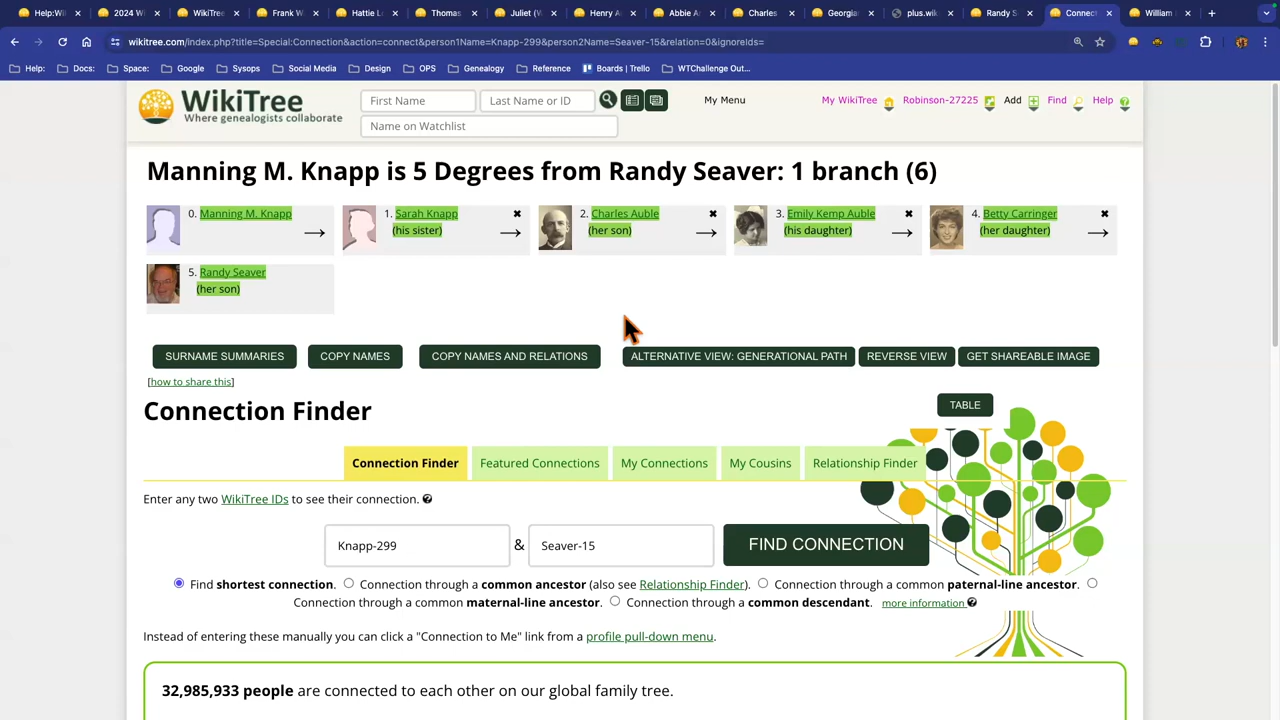 Help:Wi
2024 Wi
WikiTree
Frank W
Hattie L
Thomas
Juliet (W
Henry A
Abbie A
Charles
Georgia
plus.wik
Randy S
Connect
William
wikitree.com/index.php?title=Special:Connection&action=connect&person1Name=Knapp-299&person2Name=Seaver-15&relation=0&ignoreIds=
Help: Docs: Space: Google Sysops Social Media Design OPS Genealogy Reference Boards | Trello WTChallenge Out...
WikiTree
Where genealogists collaborate
First Name
Last Name or ID
Name on Watchlist
My Menu
My WikiTree Robinson-27225 Add Find Help
Manning M. Knapp is 5 Degrees from Randy Seaver: 1 branch (6)
0. Manning M. Knapp →
1. Sarah Knapp ✖
(his sister) →
2. Charles Auble ✖
(her son) →
3. Emily Kemp Auble ✖
(his daughter) →
4. Betty Carringer ✖
(her daughter) →
5. Randy Seaver
(her son)
SURNAME SUMMARIES COPY NAMES COPY NAMES AND RELATIONS ALTERNATIVE VIEW: GENERATIONAL PATH REVERSE VIEW GET SHAREABLE IMAGE
[how to share this]
Connection Finder
TABLE
Connection Finder Featured Connections My Connections My Cousins Relationship Finder
Enter any two WikiTree IDs to see their connection. ?
Knapp-299 & Seaver-15 FIND CONNECTION
Find shortest connection. Connection through a common ancestor (also see Relationship Finder). Connection through a common paternal-line ancestor.
Connection through a common maternal-line ancestor. Connection through a common descendant. more information ?
Instead of entering these manually you can click a "Connection to Me" link from a profile pull-down menu.
32,985,933 people are connected to each other on our global family tree.